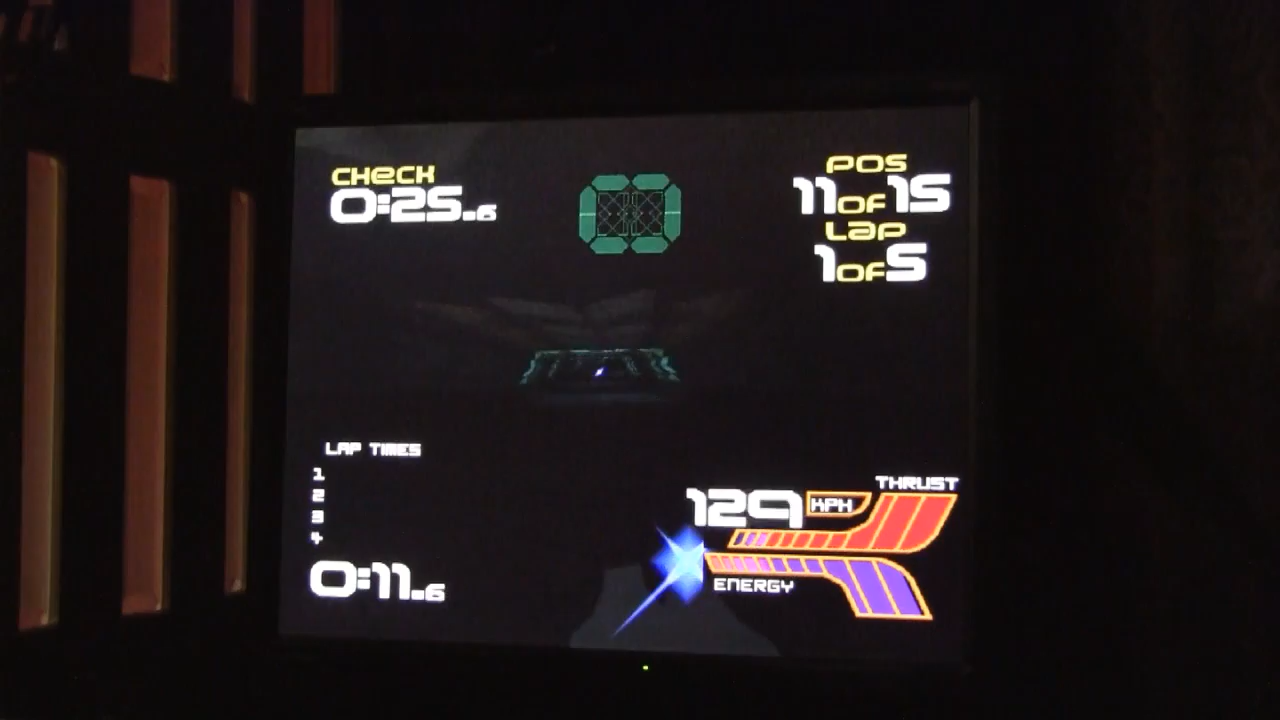 CHeCK
0:25.6
POS
11 OF 15
Lap
1 OF 5
LAP TIMES
1
2
3
4
0:11.6
THRUST
129 KPH
ENERGY